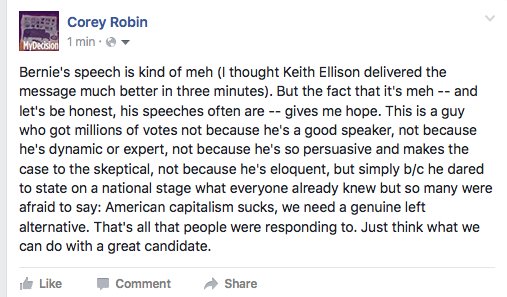 Corey Robin
MyDecision
1 min ·
Bernie's speech is kind of meh (I thought Keith Ellison delivered the
message much better in three minutes). But the fact that it's meh -- and
let's be honest, his speeches often are -- gives me hope. This is a guy
who got millions of votes not because he's a good speaker, not because
he's dynamic or expert, not because he's so persuasive and makes the
case to the skeptical, not because he's eloquent, but simply b/c he dared
to state on a national stage what everyone already knew but so many were
afraid to say: American capitalism sucks, we need a genuine left
alternative. That's all that people were responding to. Just think what we
can do with a great candidate.
Like Comment Share